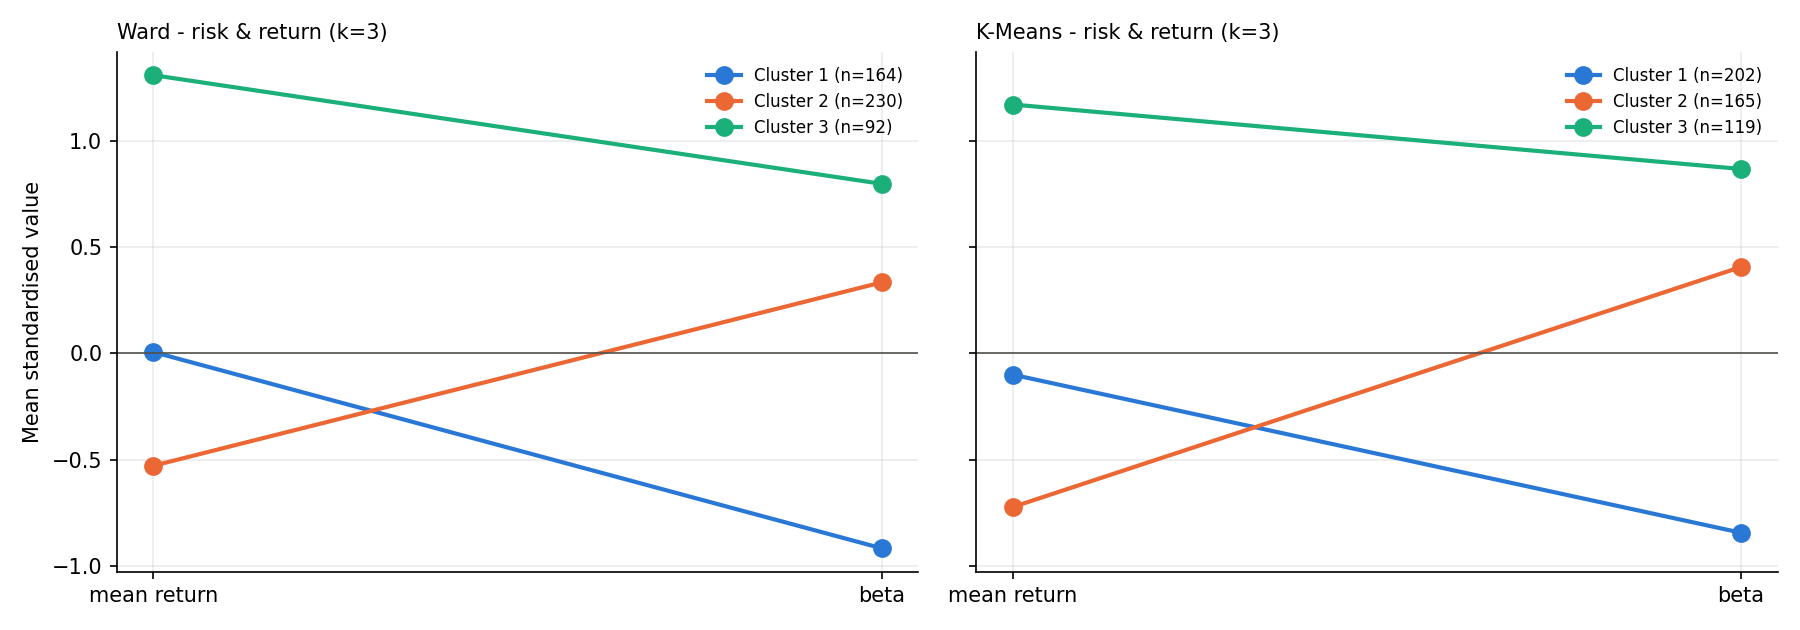 Ward - risk & return (k=3)
Cluster 1 (n=164)
Cluster 2 (n=230)
Cluster 3 (n=92)
Mean standardised value
1.0
0.5
0.0
−0.5
−1.0
mean return
beta
K-Means - risk & return (k=3)
Cluster 1 (n=202)
Cluster 2 (n=165)
Cluster 3 (n=119)
mean return
beta